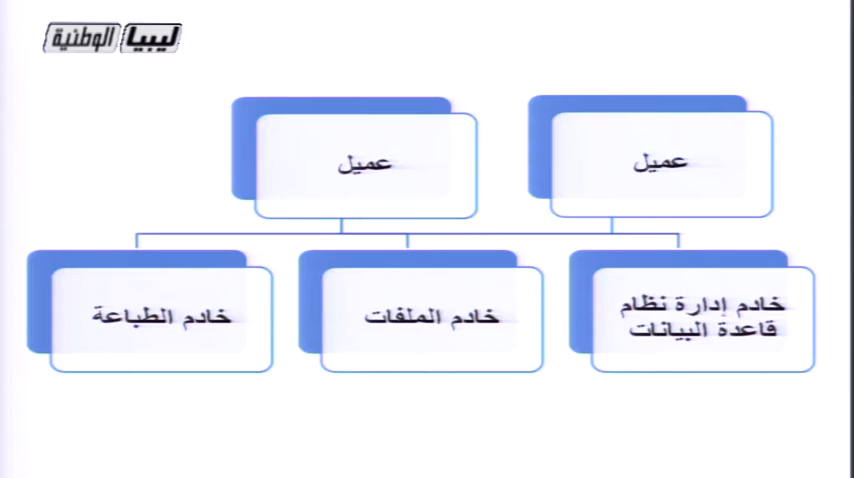 ليبيا الوطنية
عميل
عميل
خادم إدارة نظام
قاعدة البيانات
خادم الملفات
خادم الطباعة